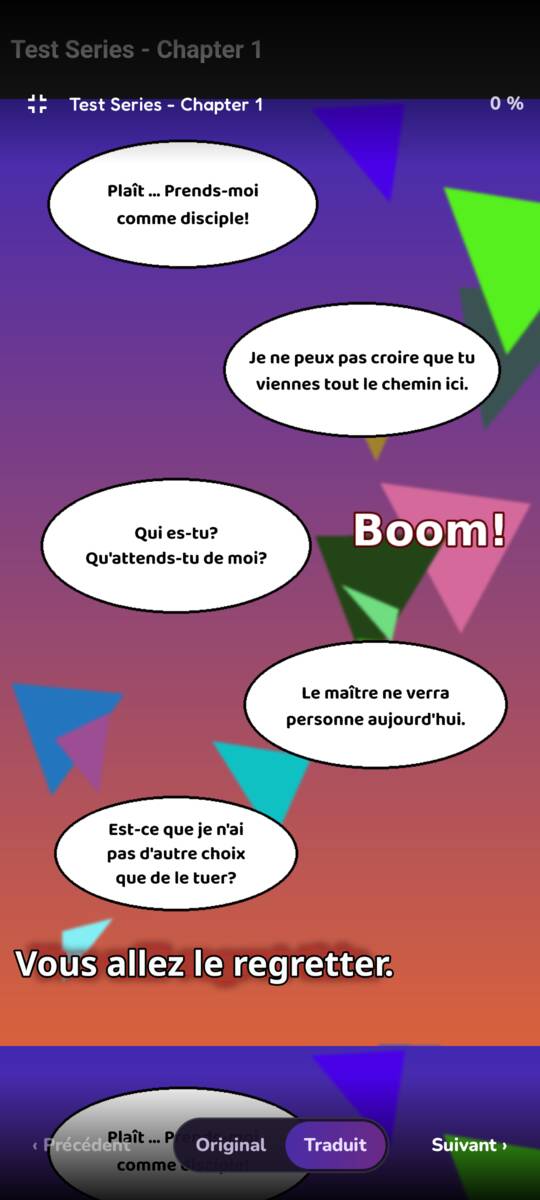 Test Series - Chapter 1
Test Series - Chapter 1
0 %
Plaît ... Prends-moi
comme disciple!
Je ne peux pas croire que tu
viennes tout le chemin ici.
Qui es-tu?
Qu'attends-tu de moi?
Boom!
Le maître ne verra
personne aujourd'hui.
Est-ce que je n'ai
pas d'autre choix
que de le tuer?
Vous allez le regretter.
Plaît ...
comme
‹ Précédent
Original
Traduit
Suivant ›